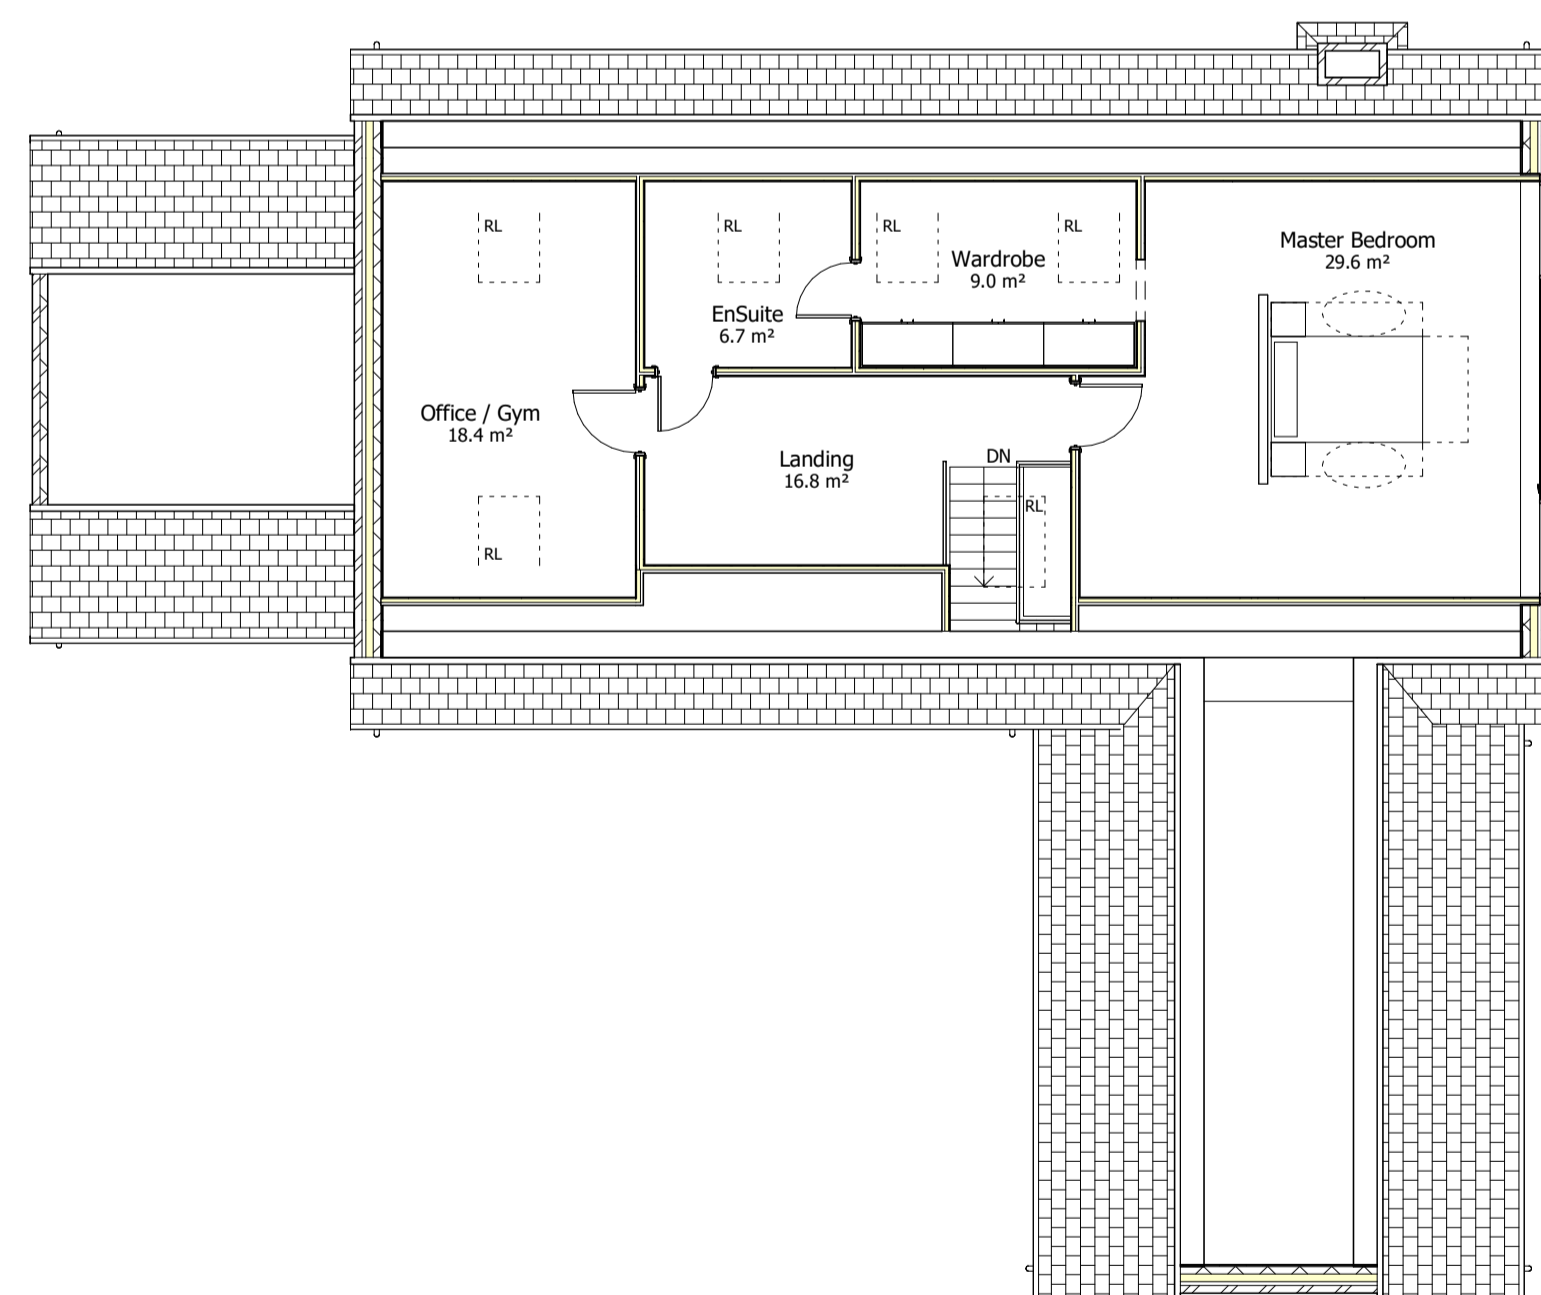 RL
RL
RL
RL
Master Bedroom
29.6 m²
Wardrobe
9.0 m²
EnSuite
6.7 m²
Office / Gym
18.4 m²
Landing
16.8 m²
DN
RL
RL